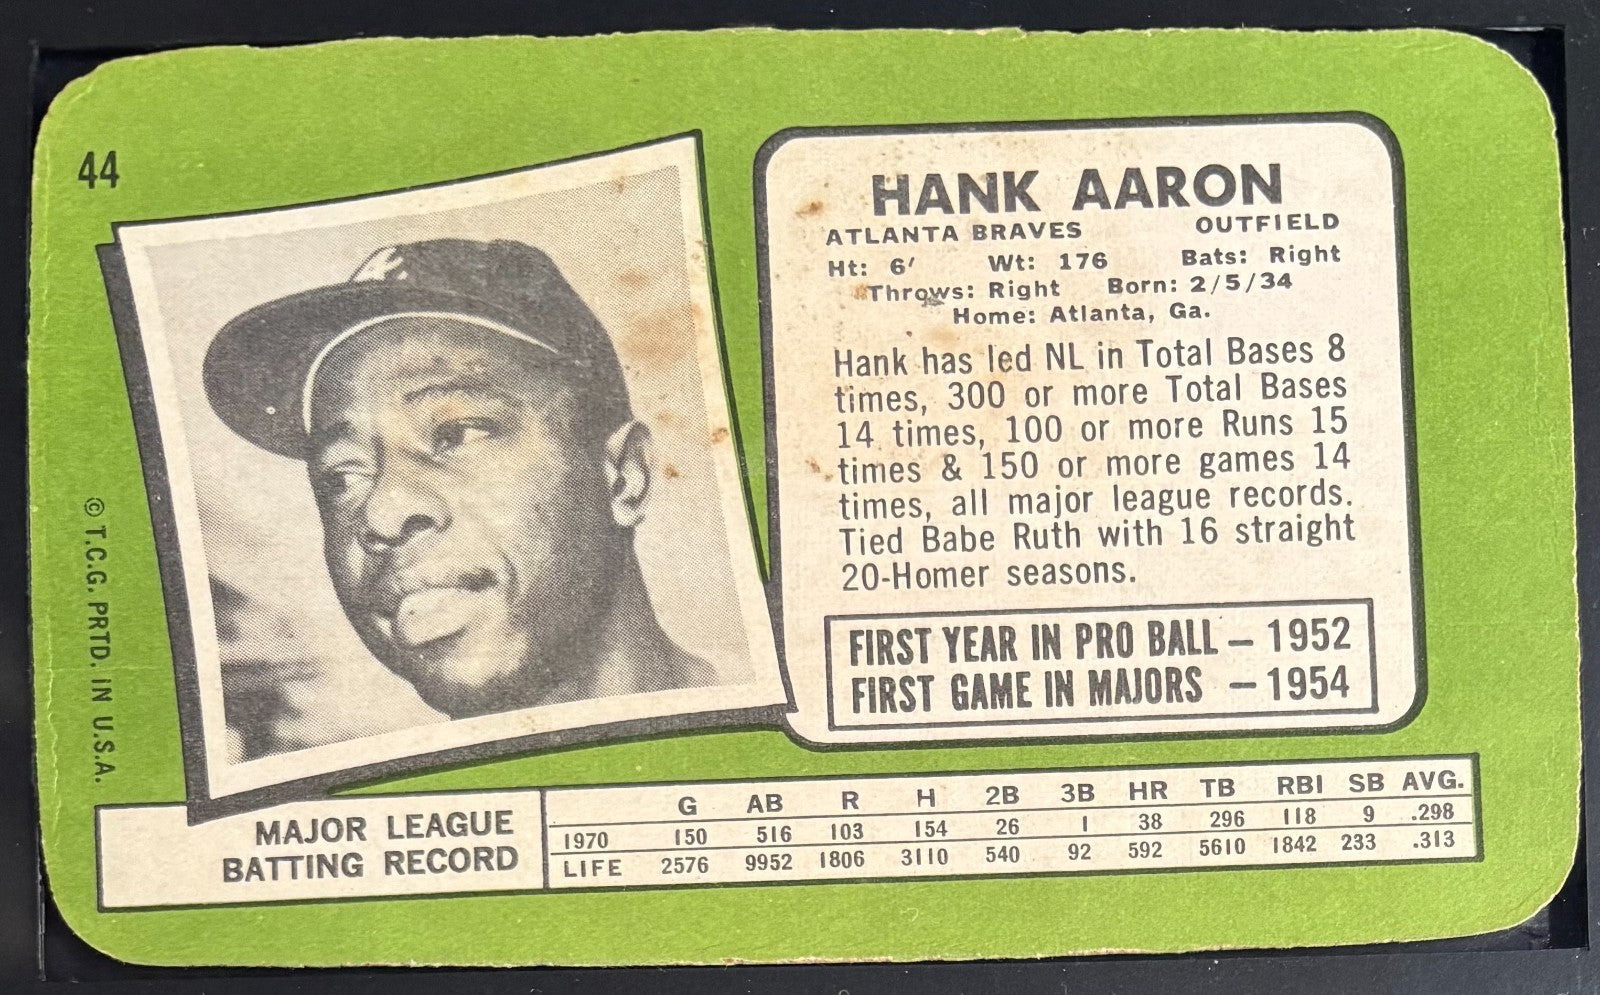 44
HANK AARON
ATLANTA BRAVES OUTFIELD
Ht: 6' Wt: 176 Bats: Right
Throws: Right Born: 2/5/34
Home: Atlanta, Ga.
Hank has led NL in Total Bases 8
times, 300 or more Total Bases
14 times, 100 or more Runs 15
times & 150 or more games 14
times, all major league records.
Tied Babe Ruth with 16 straight
20-Homer seasons.
FIRST YEAR IN PRO BALL – 1952
FIRST GAME IN MAJORS – 1954
© T.C.G. PRTD. IN U.S.A.
MAJOR LEAGUE
BATTING RECORD
G AB R H 2B 3B HR TB RBI SB AVG.
1970 150 516 103 154 26 1 38 296 118 9 .298
LIFE 2576 9952 1806 3110 540 92 592 5610 1842 233 .313